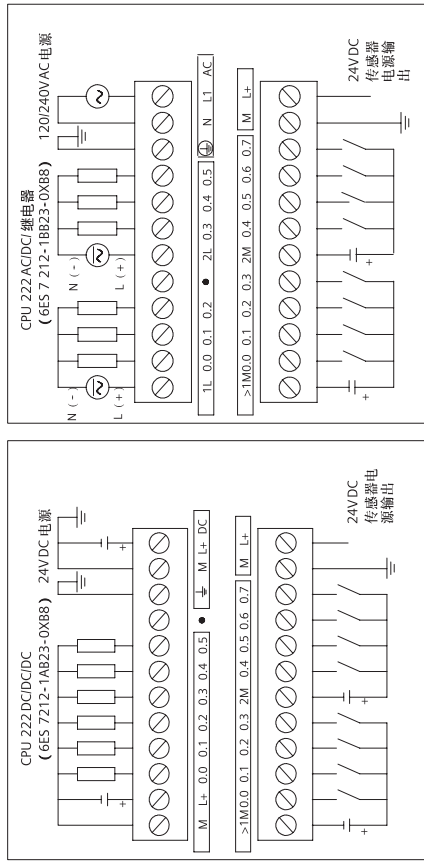 CPU 222 DC/DC/DC
(6ES 7212-1AB23-0XB8)
24V DC 电源
M L+ 0.0 0.1 0.2 0.3 0.4 0.5 • ⏚ M L+ DC
>1M 0.0 0.1 0.2 0.3 2M 0.4 0.5 0.6 0.7 M L+
24V DC
传感器电
源输出
CPU 222 AC/DC/继电器
(6ES 7 212-1BB23-0XB8)
120/240V AC 电源
N (-)
L (+)
N (-)
L (+)
1L 0.0 0.1 0.2 • 2L 0.3 0.4 0.5 ⏚ N L1 AC
>1M 0.0 0.1 0.2 0.3 2M 0.4 0.5 0.6 0.7 M L+
24V DC
传感器
电源输
出